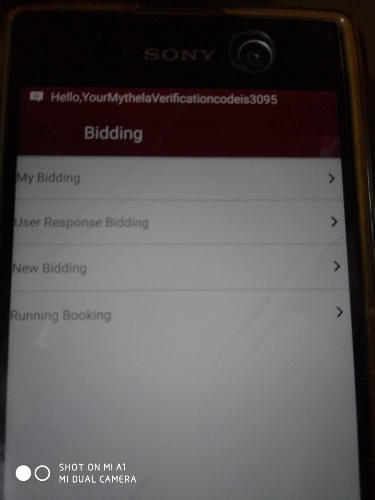 SONY
Hello,YourMythelaVerificationcodeis3095
Bidding
My Bidding
User Response Bidding
New Bidding
Running Booking
SHOT ON MI A1
MI DUAL CAMERA